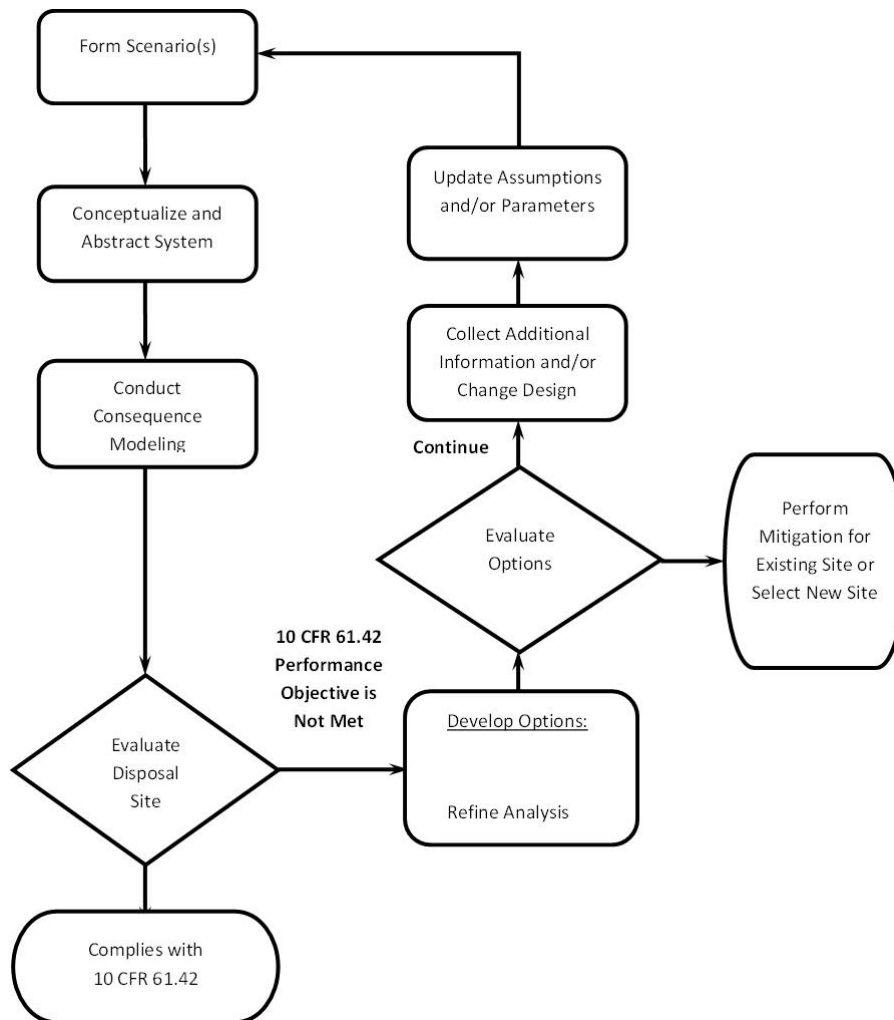 Form Scenario(s)
Conceptualize and
Abstract System
Conduct
Consequence
Modeling
Evaluate
Disposal
Site
Complies with
10 CFR 61.42
10 CFR 61.42
Performance
Objective is
Not Met
Develop Options:
Refine Analysis
Evaluate
Options
Continue
Collect Additional
Information and/or
Change Design
Update Assumptions
and/or Parameters
Perform
Mitigation for
Existing Site or
Select New Site